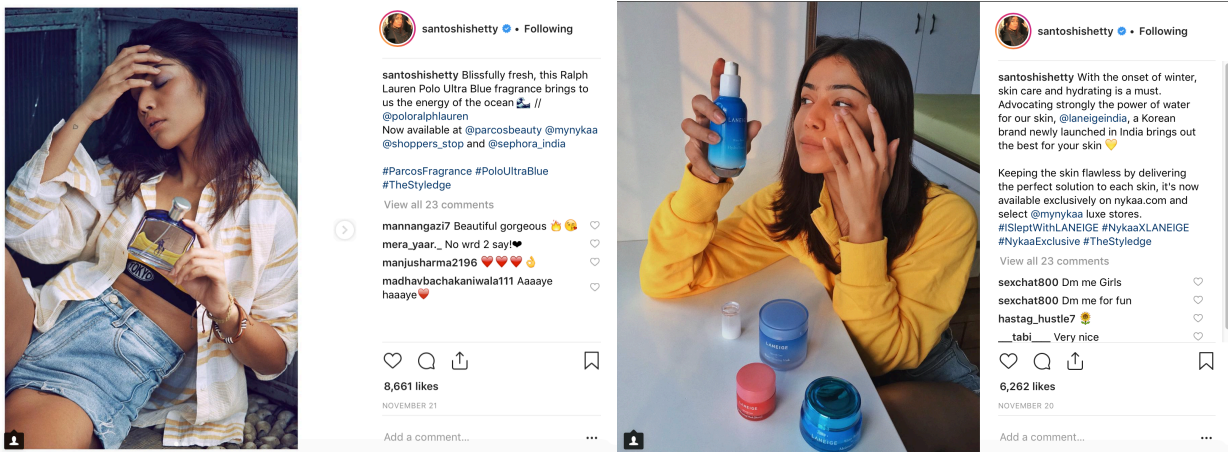 santoshishetty • Following
santoshishetty Blissfully fresh, this Ralph
Lauren Polo Ultra Blue fragrance brings to
us the energy of the ocean 🌊 //
@poloralphlauren
Now available at @parcosbeauty @mynykaa
@shoppers_stop and @sephora_india
#ParcosFragrance #PoloUltraBlue
#TheStyledge
View all 23 comments
mannangazi7 Beautiful gorgeous 🔥 😘
mera_yaar._ No wrd 2 say!❤
manjusharma2196 ❤️❤️❤️👌
madhavbachakaniwala111 Aaaaye
haaaye❤️
8,661 likes
NOVEMBER 21
Add a comment...
TOKYO
santoshishetty • Following
santoshishetty With the onset of winter,
skin care and hydrating is a must.
Advocating strongly the power of water
for our skin, @laneigeindia, a Korean
brand newly launched in India brings out
the best for your skin 💛
Keeping the skin flawless by delivering
the perfect solution to each skin, it's now
available exclusively on nykaa.com and
select @mynykaa luxe stores.
#ISleptWithLANEIGE #NykaaXLANEIGE
#NykaaExclusive #TheStyledge
View all 23 comments
sexchat800 Dm me Girls
sexchat800 Dm me for fun
hastag_hustle7 🌻
__tabi____ Very nice
6,262 likes
NOVEMBER 20
Add a comment...
LANEIGE
LANEIGE
LANEIGE
LANEIGE